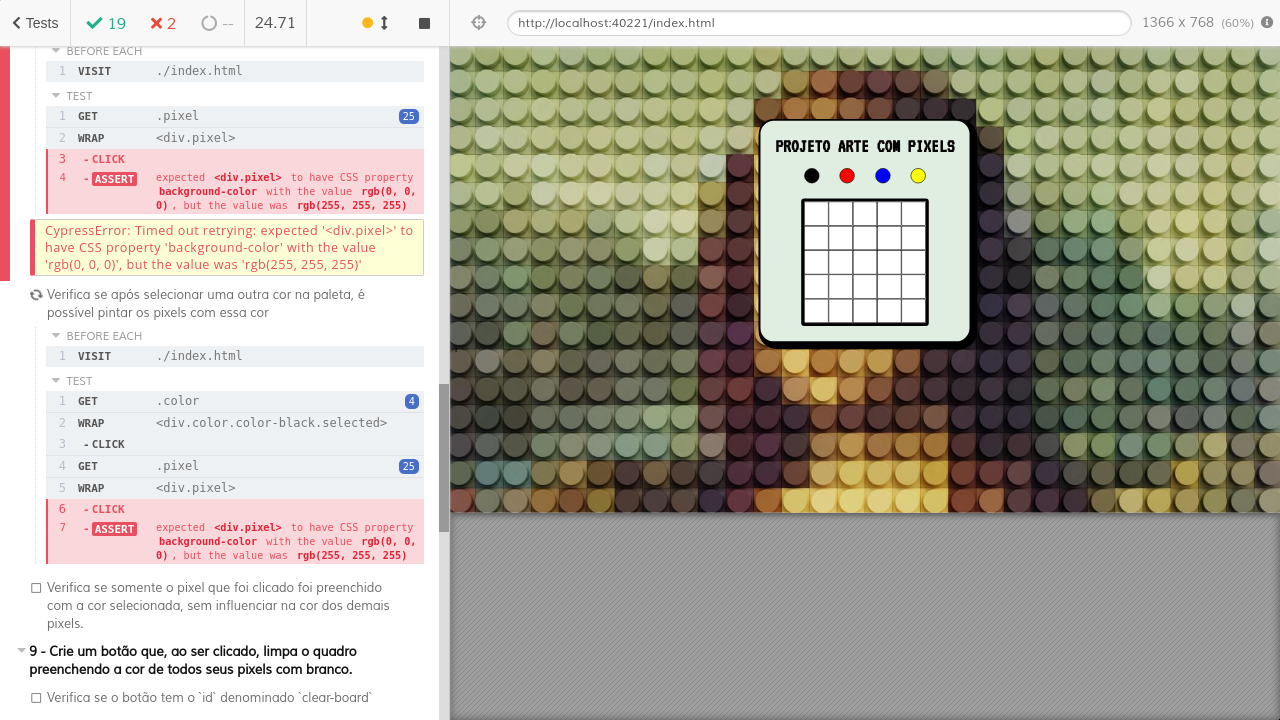 Tests 19 2 -- 24.71 http://localhost:40221/index.html 1366 x 768 (60%)
BEFORE EACH
1 VISIT ./index.html
TEST
1 GET .pixel 25
2 WRAP <div.pixel>
3 - CLICK
4 - ASSERT expected <div.pixel> to have CSS property
background-color with the value rgb(0, 0,
0), but the value was rgb(255, 255, 255)
CypressError: Timed out retrying: expected '<div.pixel>' to
have CSS property 'background-color' with the value
'rgb(0, 0, 0)', but the value was 'rgb(255, 255, 255)'
Verifica se após selecionar uma outra cor na paleta, é
possível pintar os pixels com essa cor
BEFORE EACH
1 VISIT ./index.html
TEST
1 GET .color 4
2 WRAP <div.color.color-black.selected>
3 - CLICK
4 GET .pixel 25
5 WRAP <div.pixel>
6 - CLICK
7 - ASSERT expected <div.pixel> to have CSS property
background-color with the value rgb(0, 0,
0), but the value was rgb(255, 255, 255)
Verifica se somente o pixel que foi clicado foi preenchido
com a cor selecionada, sem influenciar na cor dos demais
pixels.
9 - Crie um botão que, ao ser clicado, limpa o quadro
preenchendo a cor de todos seus pixels com branco.
Verifica se o botão tem o `id` denominado `clear-board`
PROJETO ARTE COM PIXELS